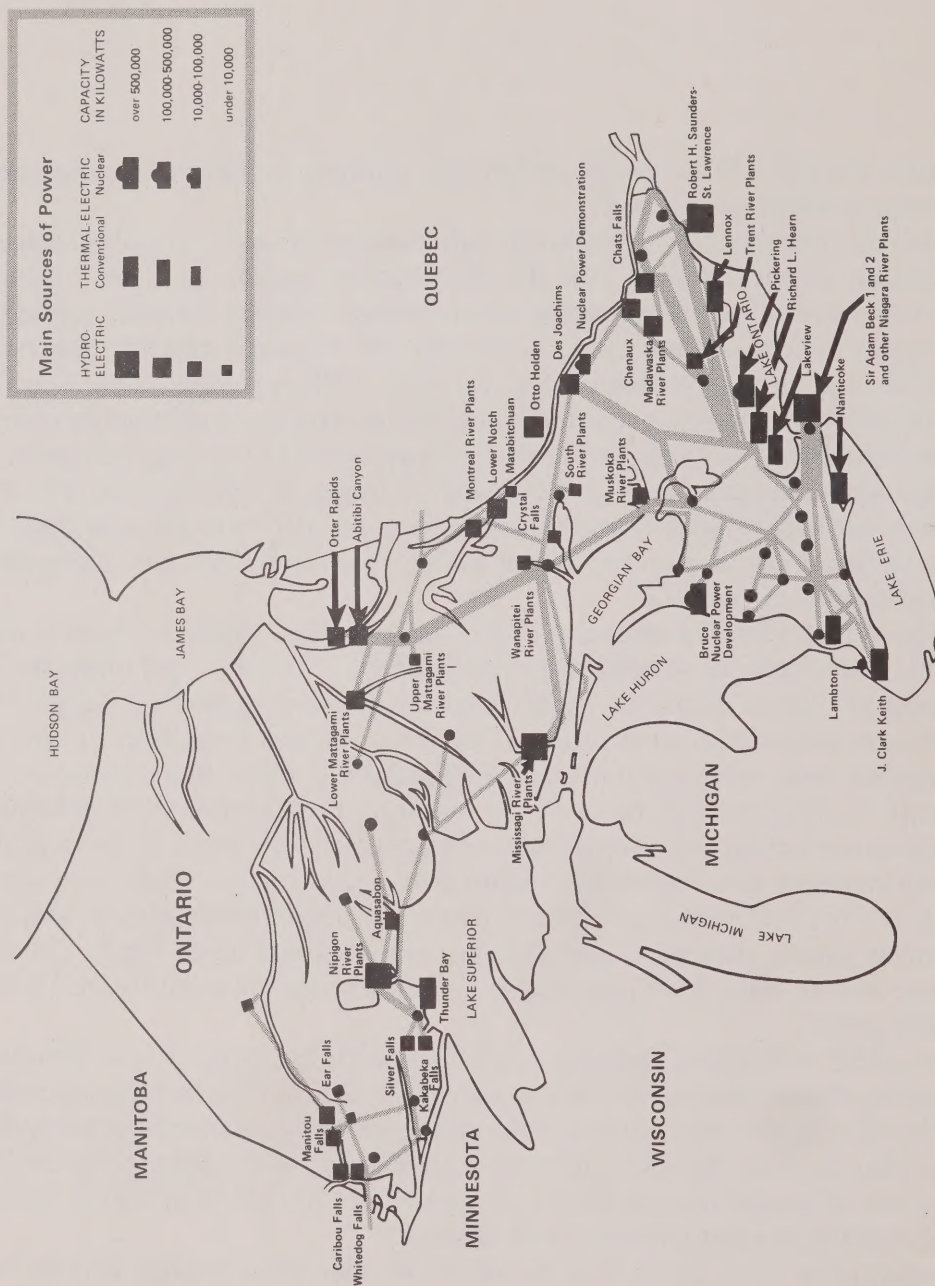 Main Sources of Power
HYDRO-
ELECTRIC
THERMAL-ELECTRIC
Conventional
Nuclear
CAPACITY
IN KILOWATTS
over 500,000
100,000-500,000
10,000-100,000
under 10,000
HUDSON BAY
JAMES BAY
MANITOBA
ONTARIO
QUEBEC
MINNESOTA
WISCONSIN
MICHIGAN
LAKE SUPERIOR
LAKE MICHIGAN
LAKE HURON
GEORGIAN BAY
LAKE ERIE
LAKE ONTARIO
Caribou Falls
Whitedog Falls
Manitou
Falls
Ear Falls
Silver Falls
Kakabeka
Falls
Thunder Bay
Nipigon
River
Plants
Aquasabon
Lower Mattagami
River Plants
Upper
Mattagami
River Plants
Otter Rapids
Abitibi Canyon
Mississagi River
Plants
Montreal River Plants
Lower Notch
Matabitchuan
Crystal
Falls
Wanapitei
River Plants
South
River Plants
Otto Holden
Des Joachims
Nuclear Power Demonstration
Muskoka
River Plants
Chenaux
Madawaska
River Plants
Chats Falls
Robert H. Saunders-
St. Lawrence
Lennox
Trent River Plants
Pickering
Richard L. Hearn
Lakeview
Sir Adam Beck 1 and 2
and other Niagara River Plants
Nanticoke
Bruce
Nuclear Power
Development
Lambton
J. Clark Keith